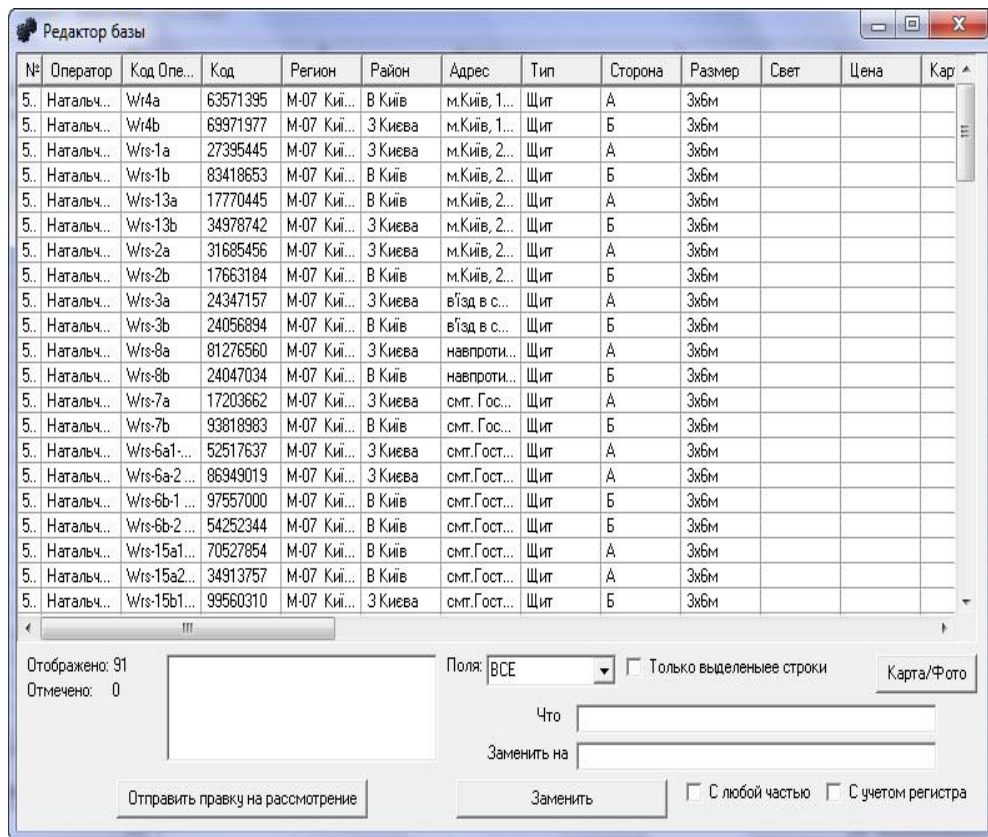 Редактор базы
№ Оператор Код Опе... Код Регион Район Адрес Тип Сторона Размер Свет Цена
5.. Натальч... Wr4a 63571395 М-07 Киї... В Київ м.Київ, 1... Щит А 3х6м
5.. Натальч... Wr4b 69971977 М-07 Киї... З Києва м.Київ, 1... Щит Б 3х6м
5.. Натальч... Wrs-1a 27395445 М-07 Киї... З Києва м.Київ, 2... Щит А 3х6м
5.. Натальч... Wrs-1b 83418653 М-07 Киї... В Київ м.Київ, 2... Щит Б 3х6м
5.. Натальч... Wrs-13a 17770445 М-07 Киї... В Київ м.Київ, 2... Щит А 3х6м
5.. Натальч... Wrs-13b 34978742 М-07 Киї... З Києва м.Київ, 2... Щит Б 3х6м
5.. Натальч... Wrs-2a 31685456 М-07 Киї... З Києва м.Київ, 2... Щит А 3х6м
5.. Натальч... Wrs-2b 17663184 М-07 Киї... В Київ м.Київ, 2... Щит Б 3х6м
5.. Натальч... Wrs-3a 24347157 М-07 Киї... З Києва в'їзд в с... Щит А 3х6м
5.. Натальч... Wrs-3b 24056894 М-07 Киї... В Київ в'їзд в с... Щит Б 3х6м
5.. Натальч... Wrs-8a 81276560 М-07 Киї... З Києва навпроти... Щит А 3х6м
5.. Натальч... Wrs-8b 24047034 М-07 Киї... В Київ навпроти... Щит Б 3х6м
5.. Натальч... Wrs-7a 17203662 М-07 Киї... З Києва смт. Гос... Щит А 3х6м
5.. Натальч... Wrs-7b 93818983 М-07 Киї... В Київ смт. Гос... Щит Б 3х6м
5.. Натальч... Wrs-6a1-... 52517637 М-07 Киї... З Києва смт.Гост... Щит А 3х6м
5.. Натальч... Wrs-6a-2 ... 86949019 М-07 Киї... З Києва смт.Гост... Щит А 3х6м
5.. Натальч... Wrs-6b-1 ... 97557000 М-07 Киї... В Київ смт.Гост... Щит Б 3х6м
5.. Натальч... Wrs-6b-2 ... 54252344 М-07 Киї... В Київ смт.Гост... Щит Б 3х6м
5.. Натальч... Wrs-15a1... 70527854 М-07 Киї... В Київ смт.Гост... Щит А 3х6м
5.. Натальч... Wrs-15a2... 34913757 М-07 Киї... В Київ смт.Гост... Щит А 3х6м
5.. Натальч... Wrs-15b1... 99560310 М-07 Киї... З Києва смт.Гост... Щит Б 3х6м
Отображено: 91
Отмечено: 0
Поля: ВСЕ Только выделеныее строки
Карта/Фото
Что
Заменить на
Отправить правку на рассмотрение
Заменить
С любой частью С учетом регистра